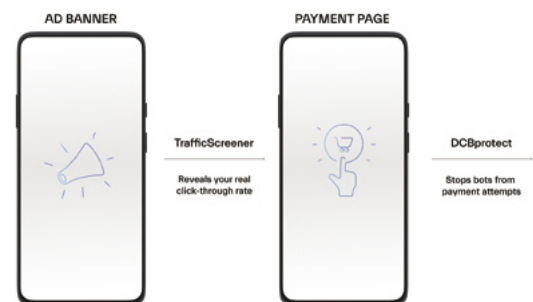 AD BANNER
PAYMENT PAGE
TrafficScreener
Reveals your real
click-through rate
DCBprotect
Stops bots from
payment attempts